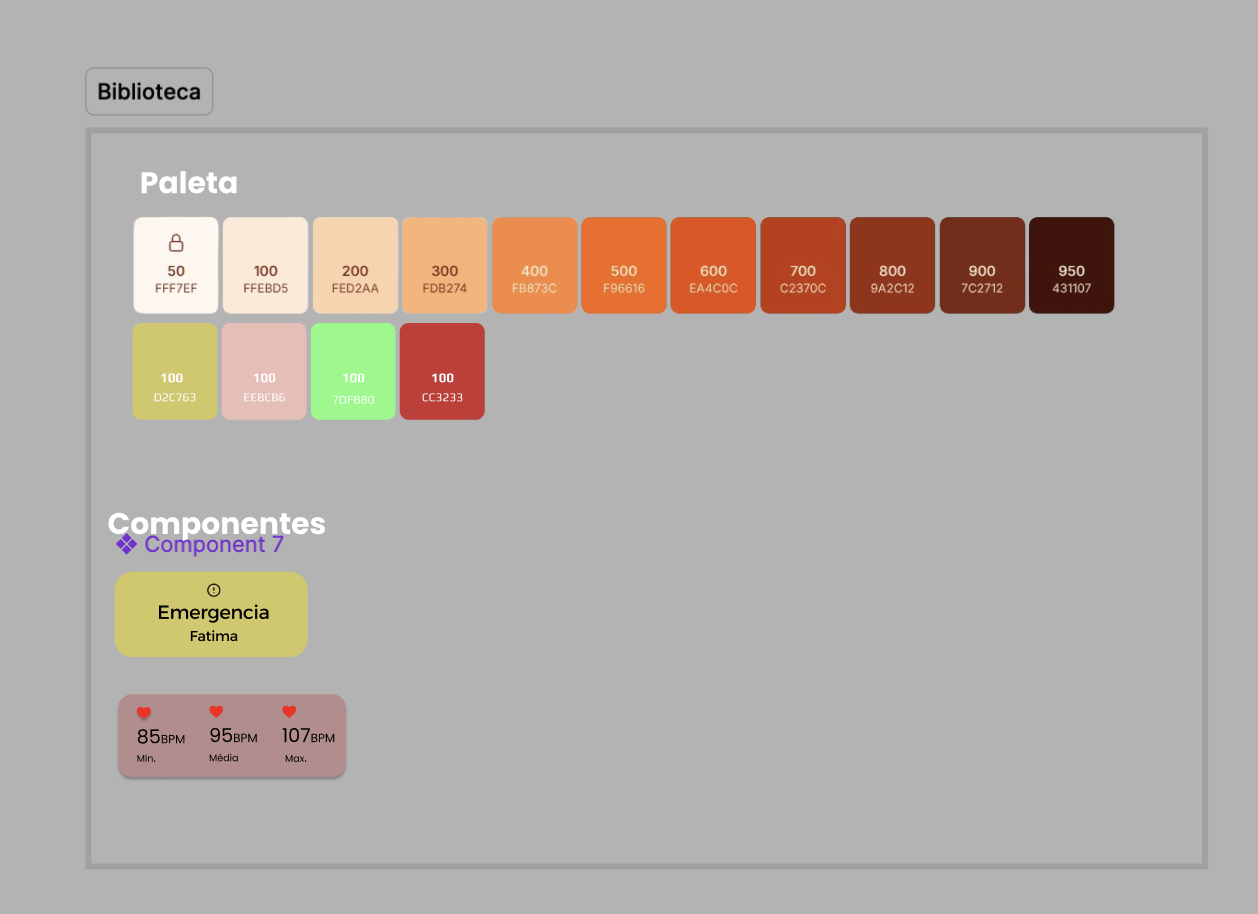 Biblioteca
Paleta
50 100 200 300 400 500 600 700 800 900 950
FFF7EF FFEBD5 FED2AA FDB274 FB873C F96616 EA4C0C C2370C 9A2C12 7C2712 431107
100 100 100 100
D2C763 EEBCB6 7DF880 CC3233
Componentes
Component 7
Emergencia
Fatima
85BPM 95BPM 107BPM
Mín. Média Max.